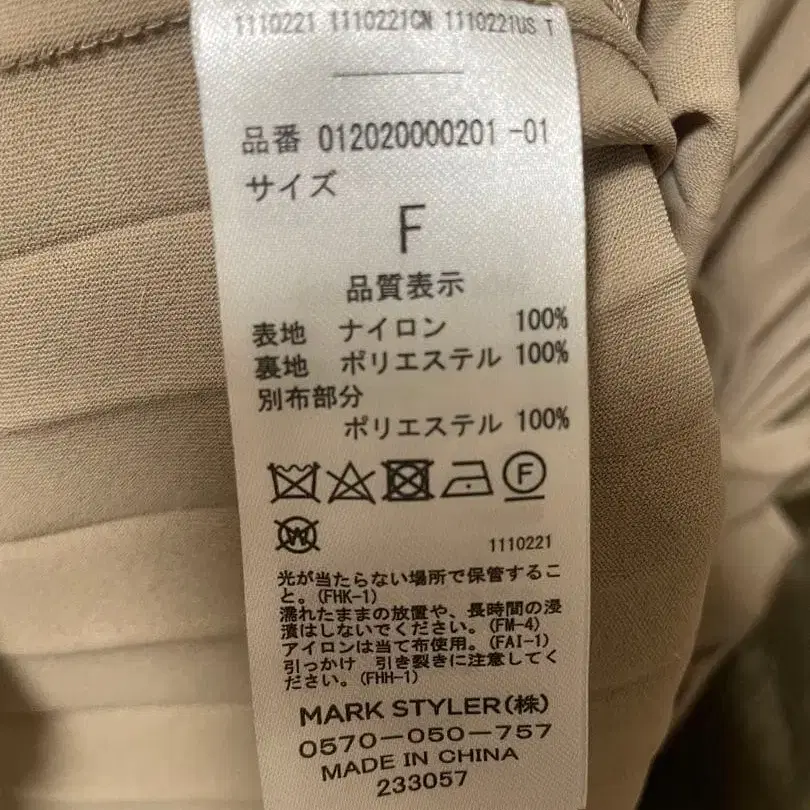 1110221 1110221CN 1110221US T
品番 012020000201 -01
サイズ
F
品質表示
表地 ナイロン 100%
裏地 ポリエステル 100%
別布部分
ポリエステル 100%
F
W
1110221
光が当たらない場所で保管するこ
と。(FHK-1)
濡れたままの放置や、長時間の浸
漬はしないでください。(FM-4)
アイロンは当て布使用。(FAI-1)
引っかけ 引き裂きに注意してく
ださい。(FHH-1)
MARK STYLER(株)
0570-050-757
MADE IN CHINA
233057